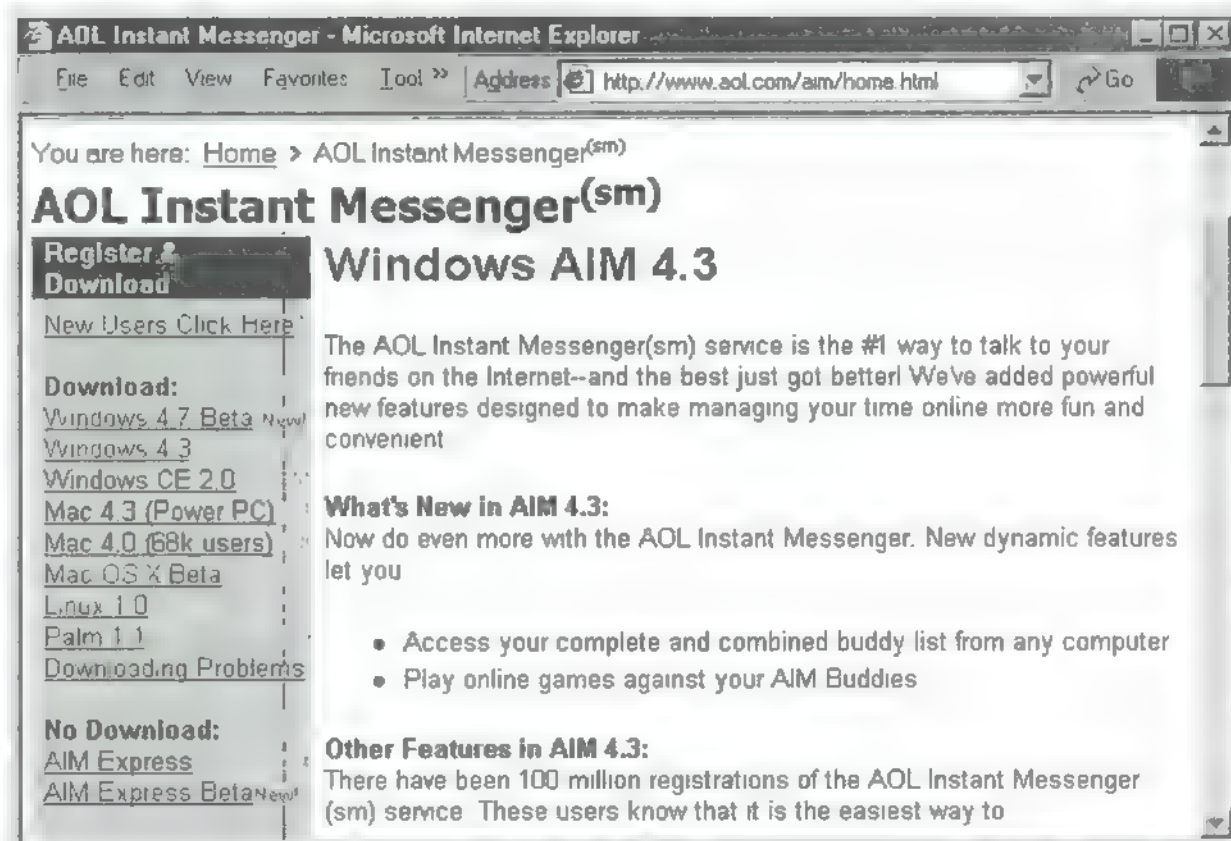 AOL Instant Messenger - Microsoft Internet Explorer
File Edit View Favorites Tool » Address http://www.aol.com/aim/home.html Go
You are here: Home > AOL Instant Messenger(sm)
AOL Instant Messenger(sm)
Register &
Download
New Users Click Here
Download:
Windows 4.7 Beta New!
Windows 4.3
Windows CE 2.0
Mac 4.3 (Power PC)
Mac 4.0 (68k users)
Mac OS X Beta
Linux 1.0
Palm 1.1
Downloading Problems
No Download:
AIM Express
AIM Express Beta New!
Windows AIM 4.3
The AOL Instant Messenger(sm) service is the #1 way to talk to your
friends on the Internet--and the best just got better! We've added powerful
new features designed to make managing your time online more fun and
convenient
What's New in AIM 4.3:
Now do even more with the AOL Instant Messenger. New dynamic features
let you
• Access your complete and combined buddy list from any computer
• Play online games against your AIM Buddies
Other Features in AIM 4.3:
There have been 100 million registrations of the AOL Instant Messenger
(sm) service These users know that it is the easiest way to